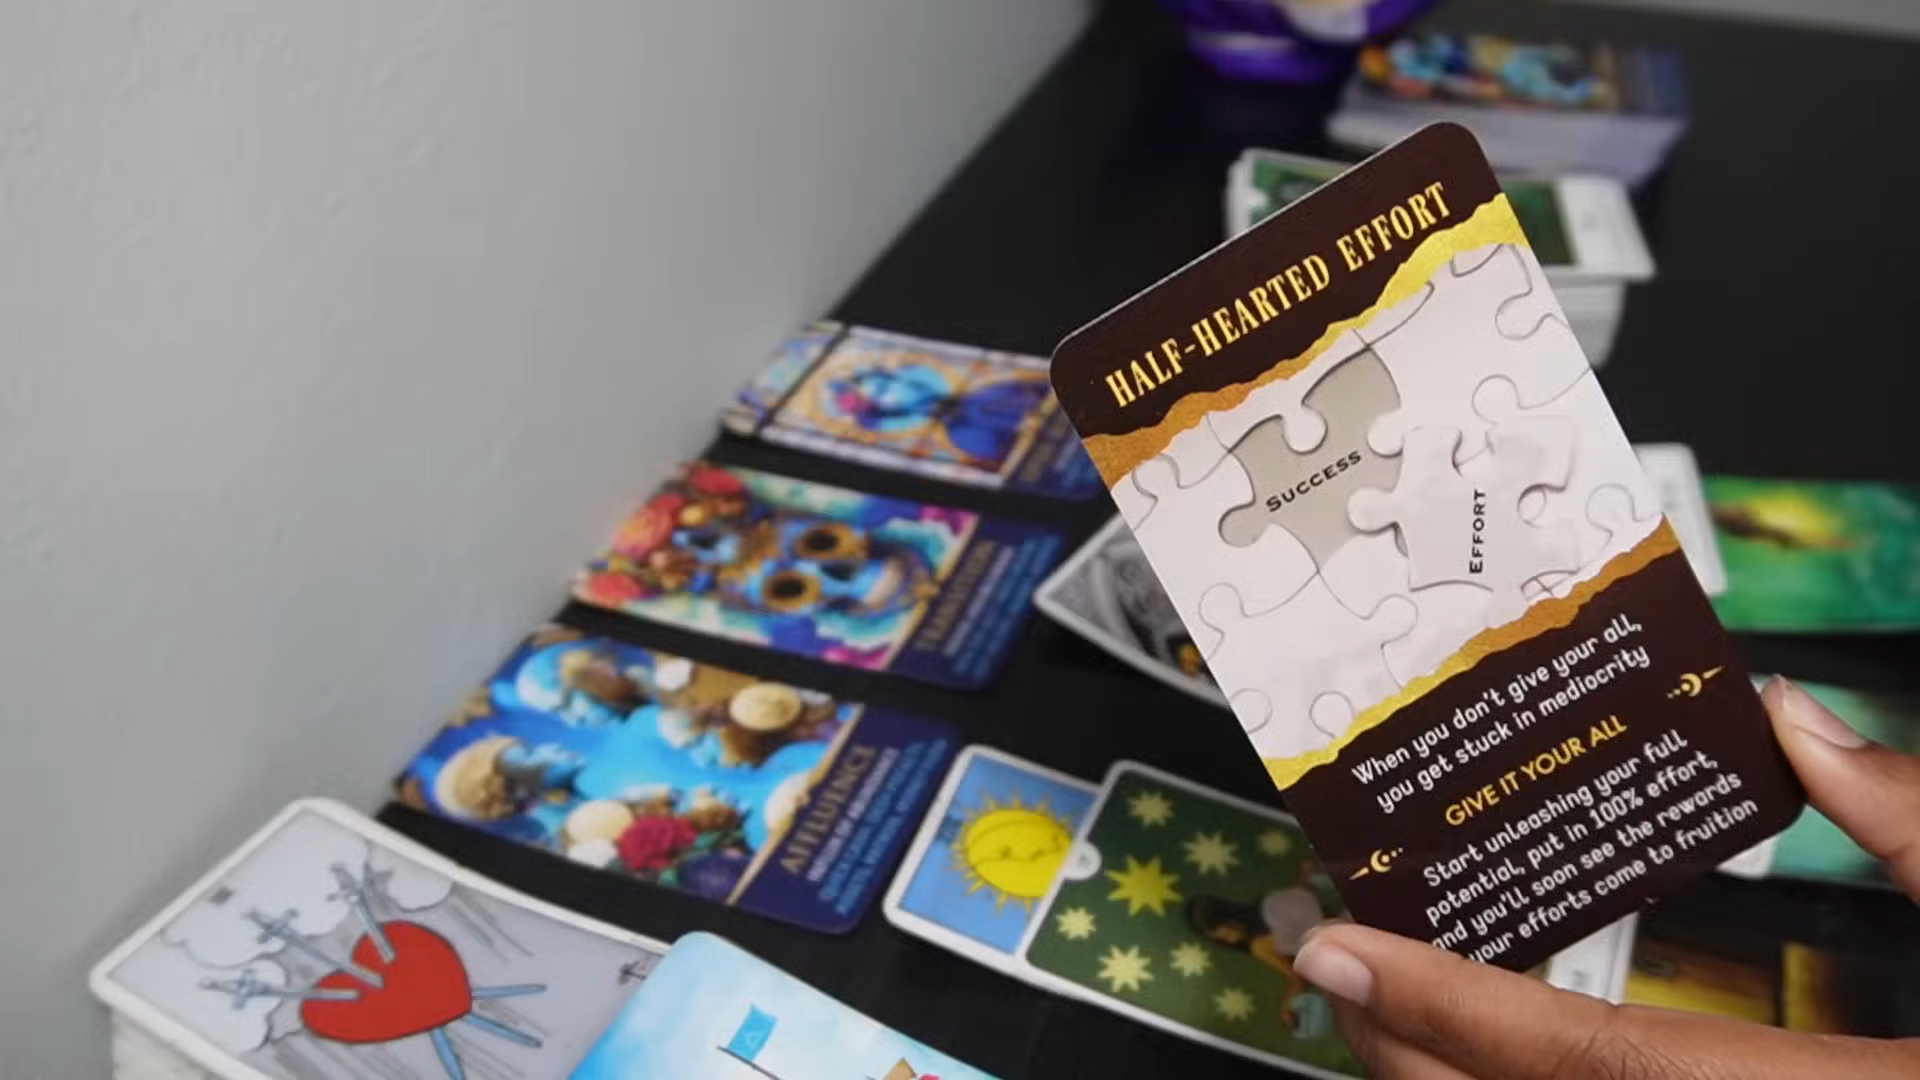 HALF-HEARTED EFFORT
SUCCESS
EFFORT
When you don't give your all,
you get stuck in mediocrity
GIVE IT YOUR ALL
Start unleashing your full
potential, put in 100% effort,
and you'll soon see the rewards
your efforts come to fruition
TRANSITION
AFFLUENCE